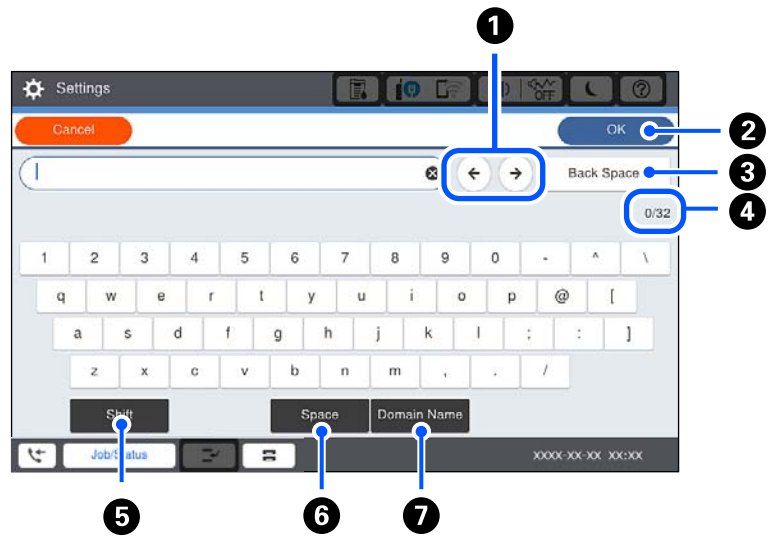 1
Settings
OFF
Cancel
OK
2
Back Space
3
0/32
4
1 2 3 4 5 6 7 8 9 0 - ^ \
q w e r t y u i o p @ [
a s d f g h j k l ; : ]
z x c v b n m , . /
Shift Space Domain Name
Job/Status XXXX-XX-XX XX:XX
5 6 7